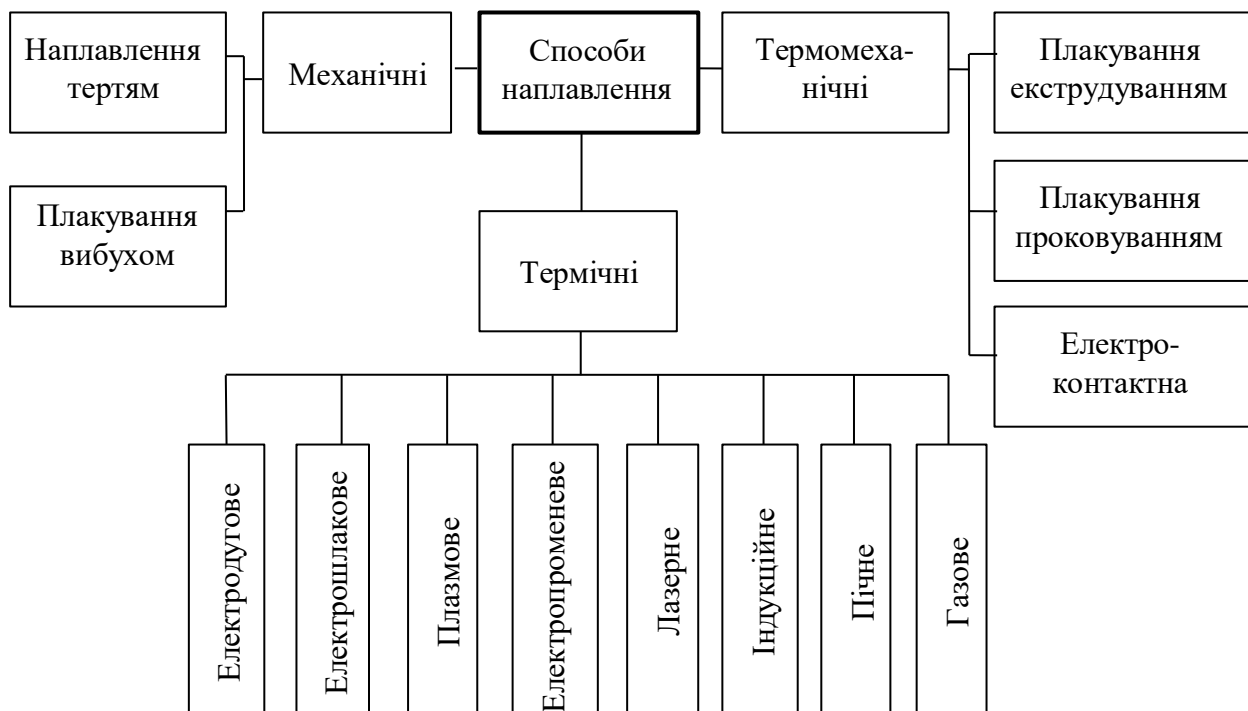 Наплавлення
тертям
Механічні
Способи
наплавлення
Термомеха-
нічні
Плакування
екструдуванням
Плакування
вибухом
Плакування
проковуванням
Термічні
Електро-
контактна
Електродугове
Електрошлакове
Плазмове
Електропроменеве
Лазерне
Індукційне
Пічне
Газове